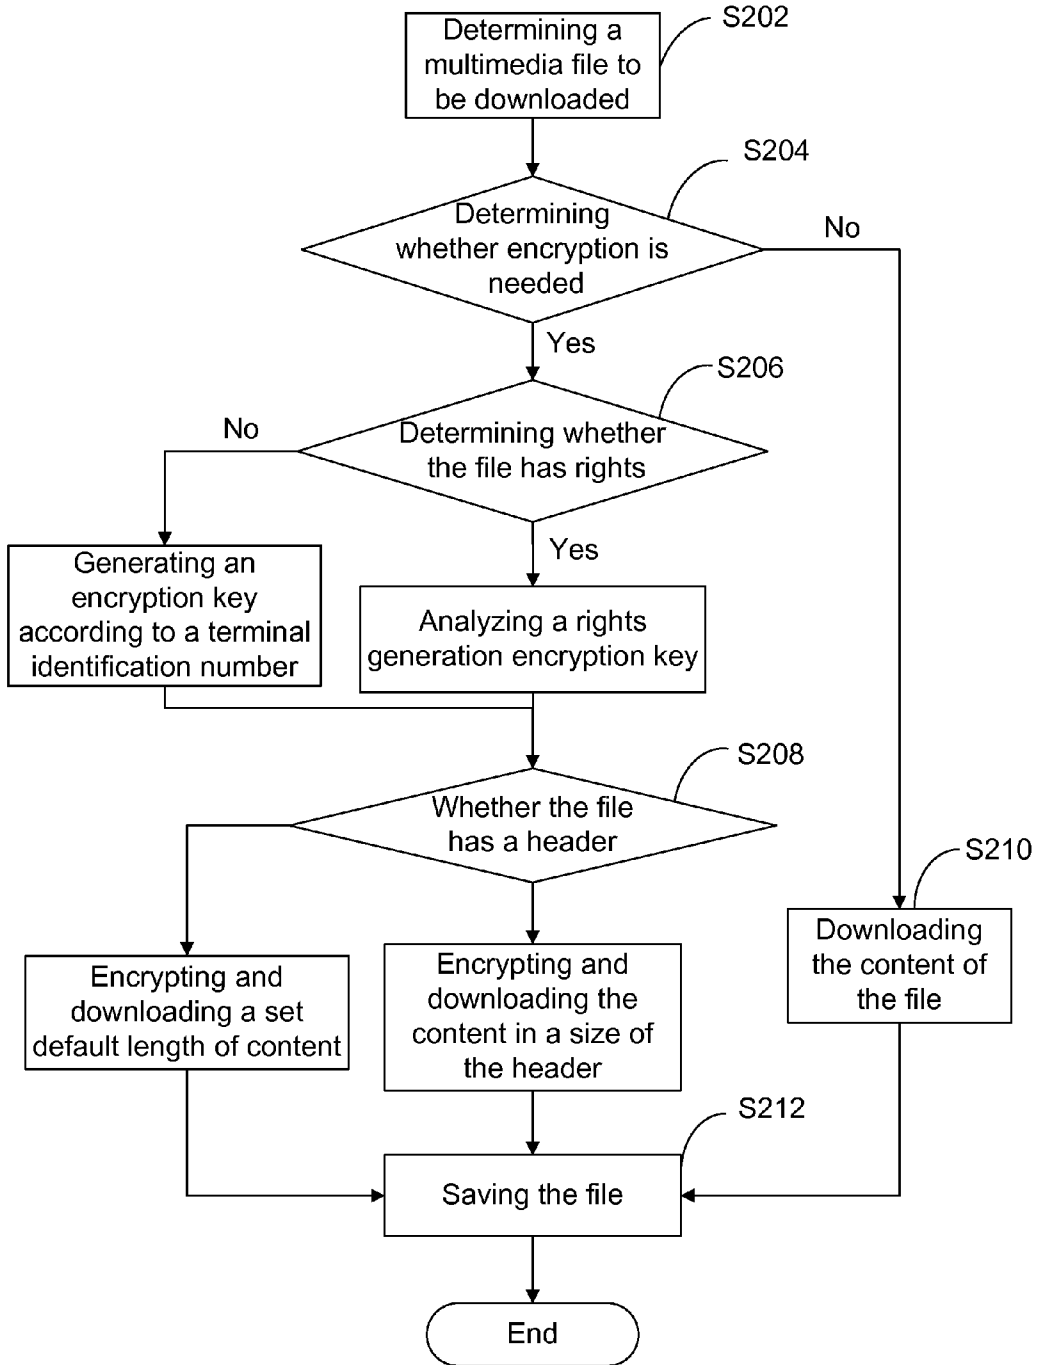 Determining a
multimedia file to
be downloaded
S202
S204
Determining
whether encryption is
needed
No
Yes
S206
Determining whether
the file has rights
No
Yes
Generating an
encryption key
according to a terminal
identification number
Analyzing a rights
generation encryption key
S208
Whether the file
has a header
S210
Downloading
the content of
the file
Encrypting and
downloading a set
default length of content
Encrypting and
downloading the
content in a size of
the header
S212
Saving the file
End